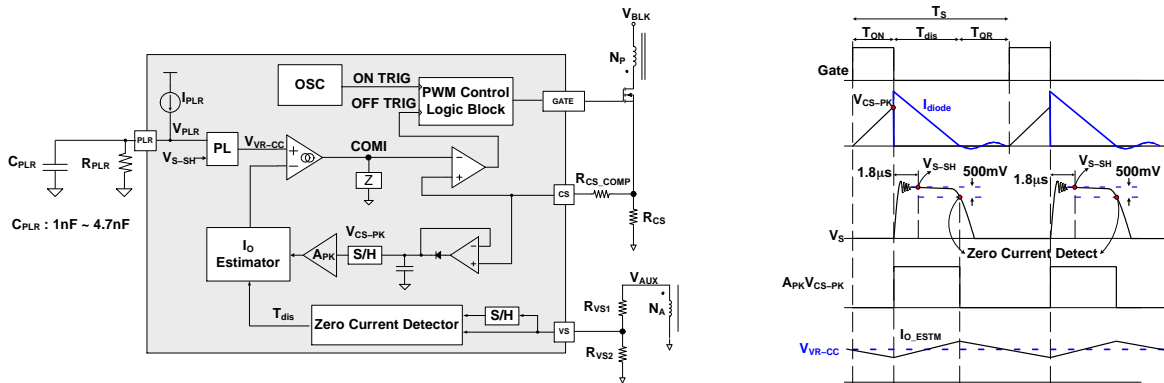 V_BLK
N_P
OSC
ON TRIG
OFF TRIG
PWM Control
Logic Block
GATE
I_PLR
V_PLR
PLR
PL
V_S-SH
V_VR-CC
COMI
Z
C_PLR
R_PLR
C_PLR : 1nF ~ 4.7nF
CS
R_CS_COMP
R_CS
I_O
Estimator
A_PK
V_CS-PK
S/H
T_dis
Zero Current Detector
S/H
VS
V_AUX
R_VS1
R_VS2
N_A
T_S
T_ON
T_dis
T_QR
Gate
V_CS-PK
I_diode
1.8µs
V_S-SH
500mV
1.8µs
V_S-SH
500mV
V_S
Zero Current Detect
A_PKV_CS-PK
I_O_ESTM
V_VR-CC